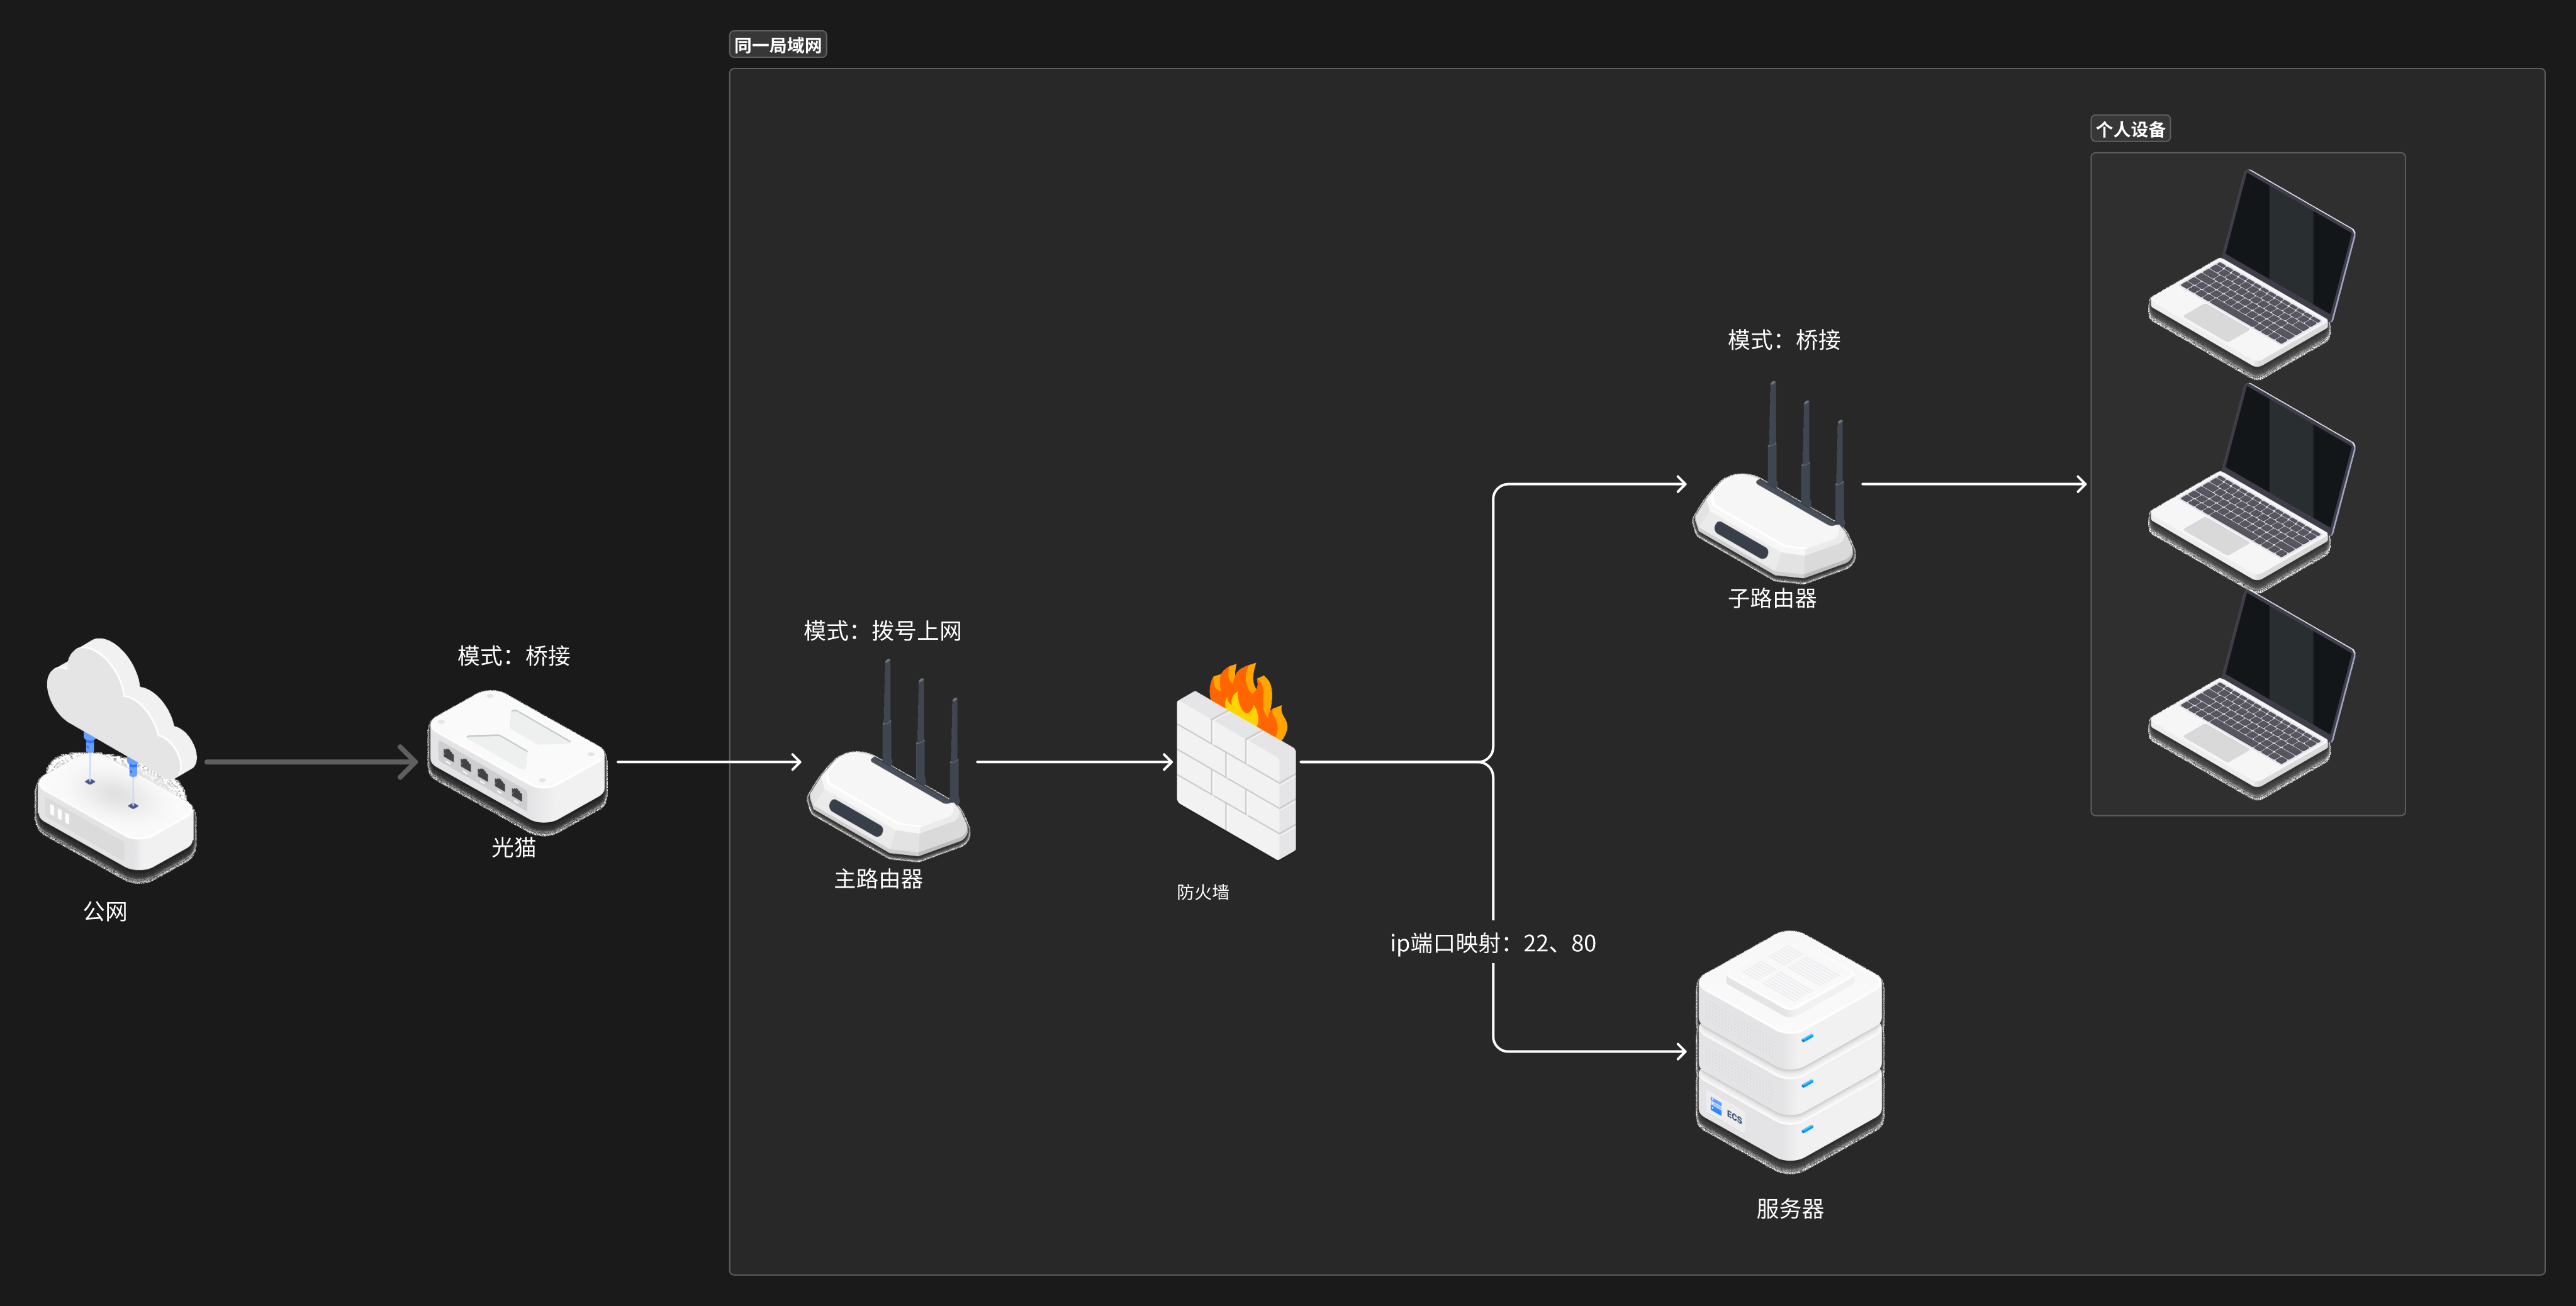 同一局域网
个人设备
模式：桥接
子路由器
模式：拨号上网
模式：桥接
光猫
主路由器
防火墙
公网
ip端口映射：22、80
ECS
服务器